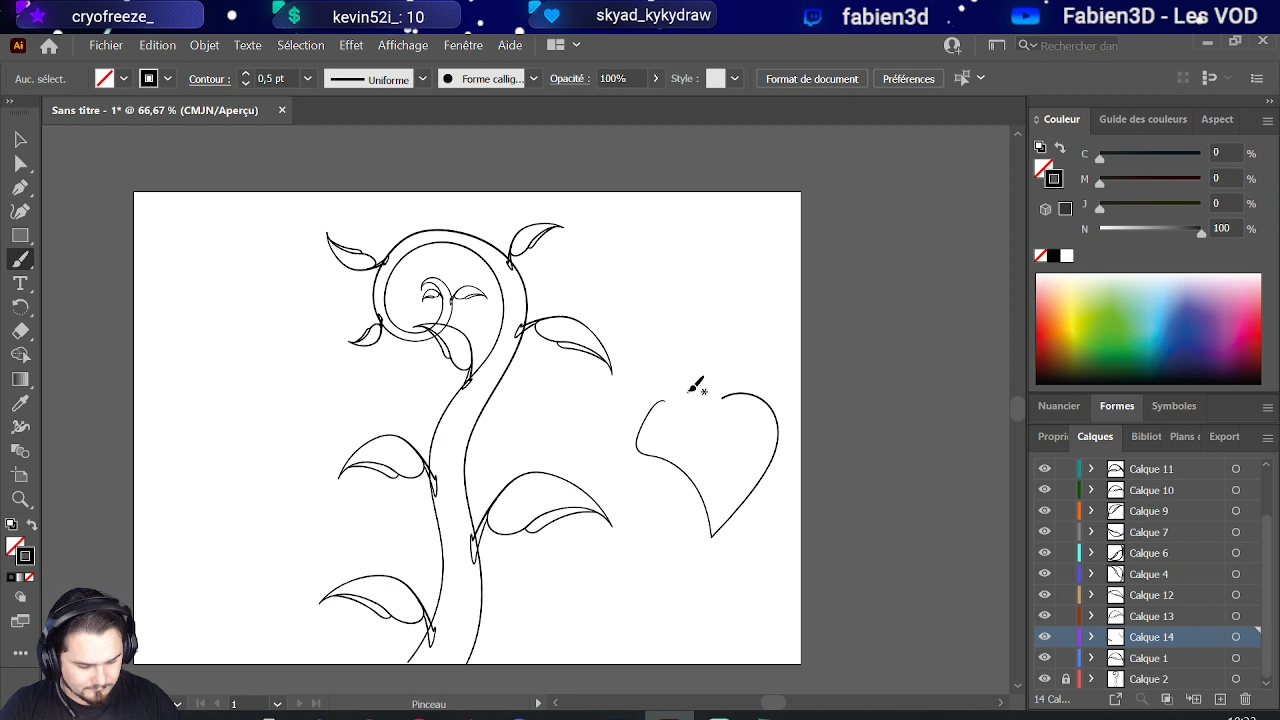 cryofreeze_
kevin52i_: 10
skyad_kykydraw
fabien3d
Fabien3D - Les VOD
Ai
Fichier Edition Objet Texte Sélection Effet Affichage Fenêtre Aide
Rechercher dan
Auc. sélect.
Contour :
0,5 pt
Uniforme
Forme callig...
Opacité :
100%
Style :
Format de document
Préférences
Sans titre - 1* @ 66,67 % (CMJN/Aperçu)
Couleur
Guide des couleurs
Aspect
C 0 %
M 0 %
J 0 %
N 100 %
Nuancier
Formes
Symboles
Propri
Calques
Bibliot
Plans d
Export
Calque 11
Calque 10
Calque 9
Calque 7
Calque 6
Calque 4
Calque 12
Calque 13
Calque 14
Calque 1
Calque 2
14 Cal...
1
Pinceau